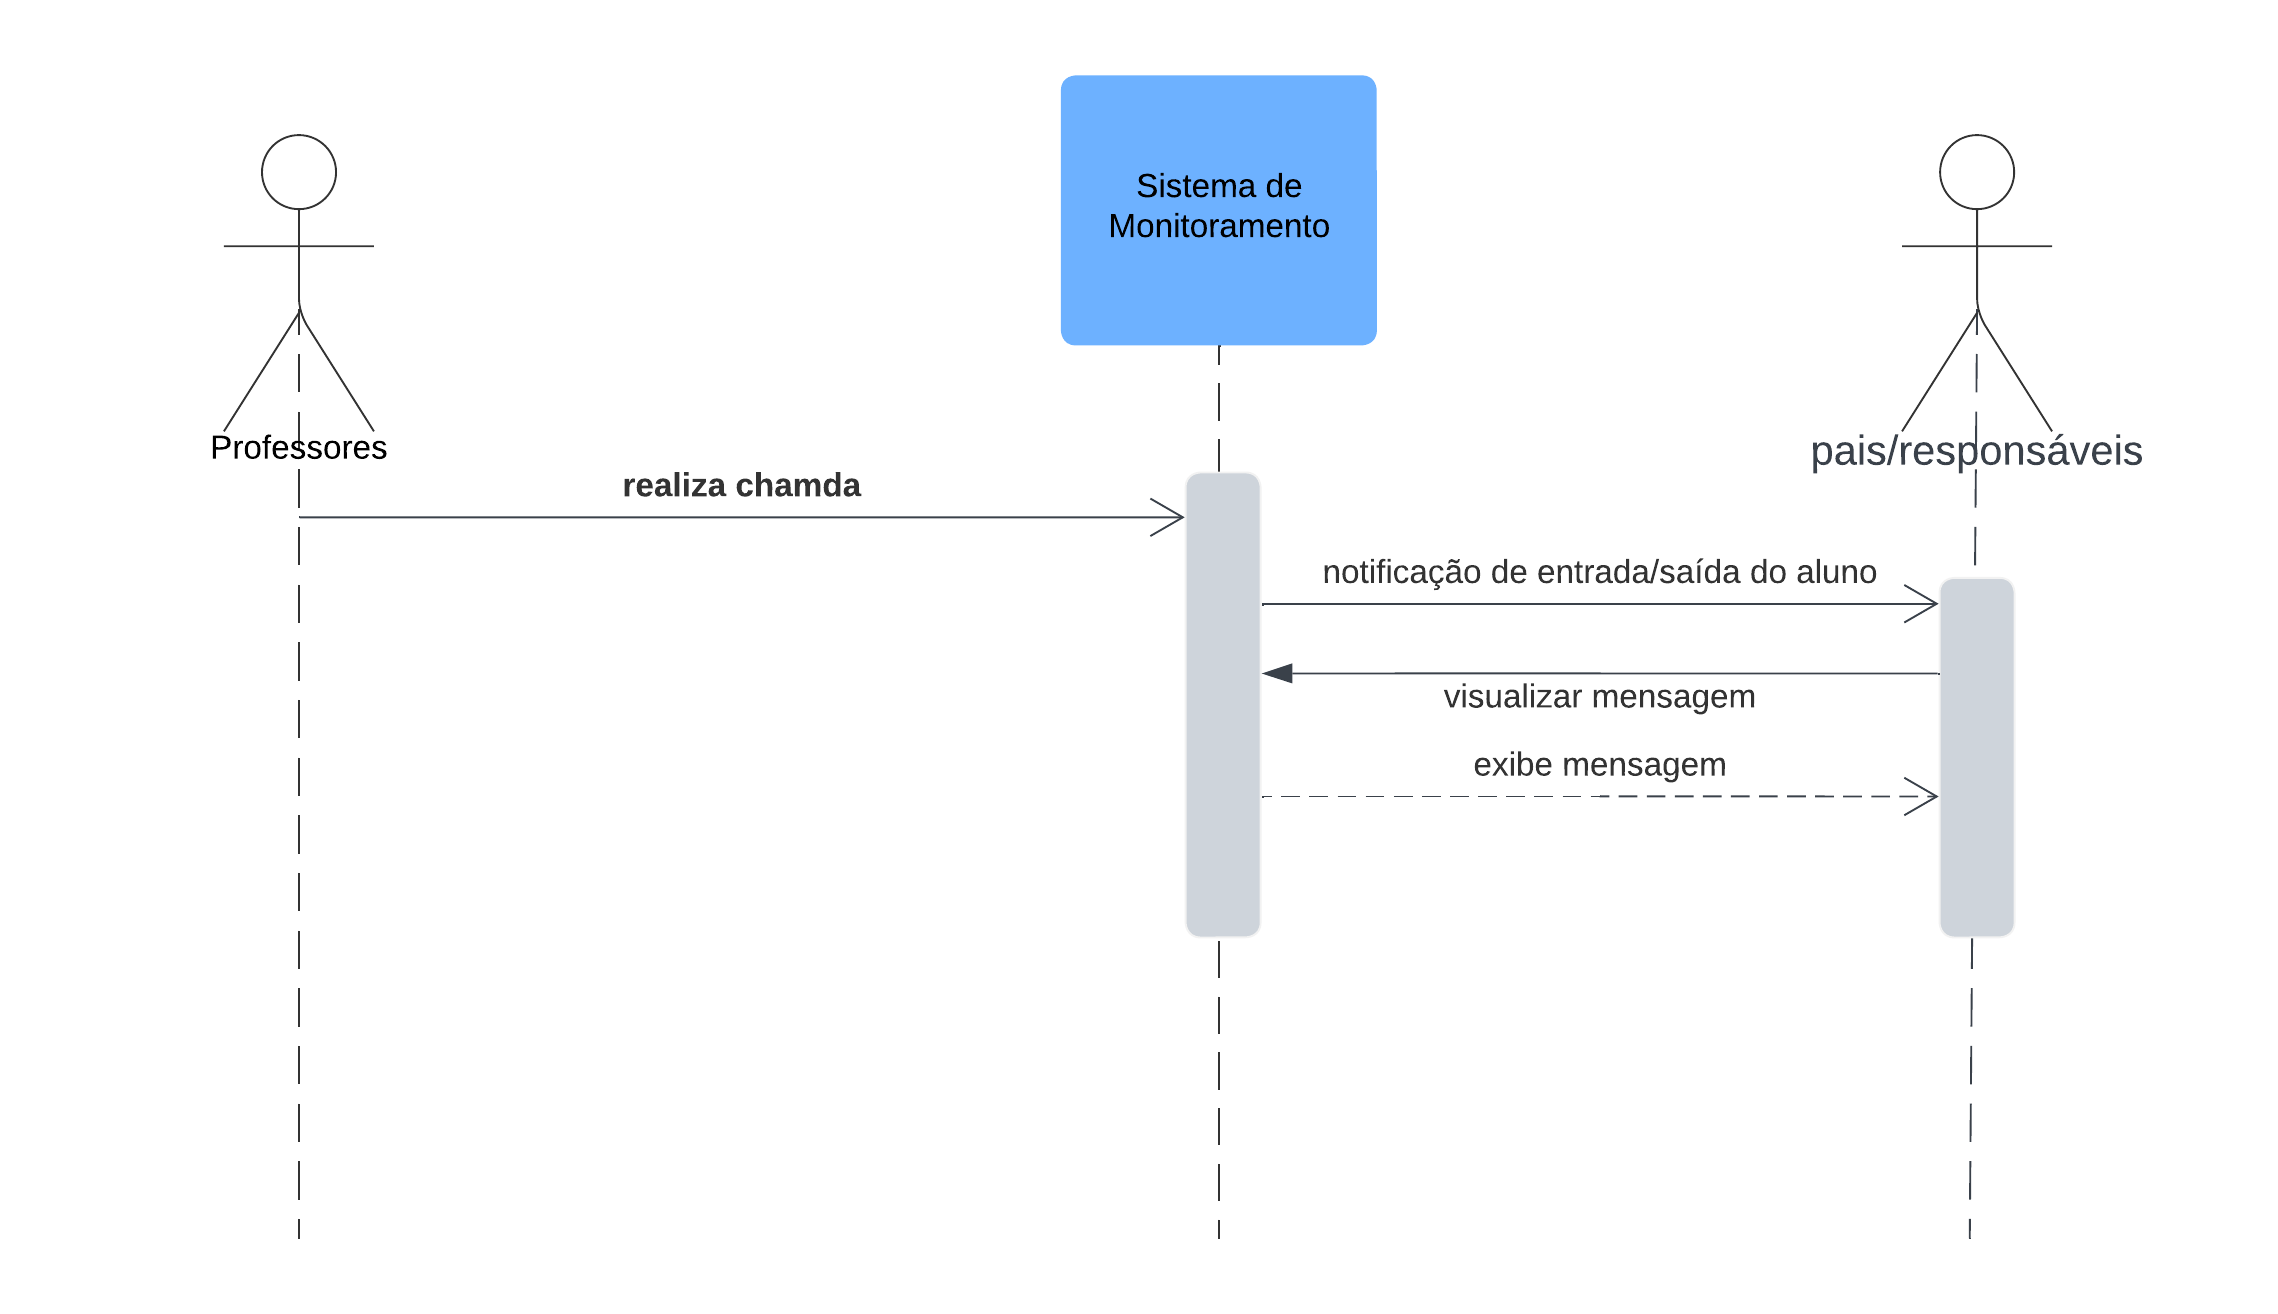 Sistema de
Monitoramento
Professores
pais/responsáveis
realiza chamda
notificação de entrada/saída do aluno
visualizar mensagem
exibe mensagem